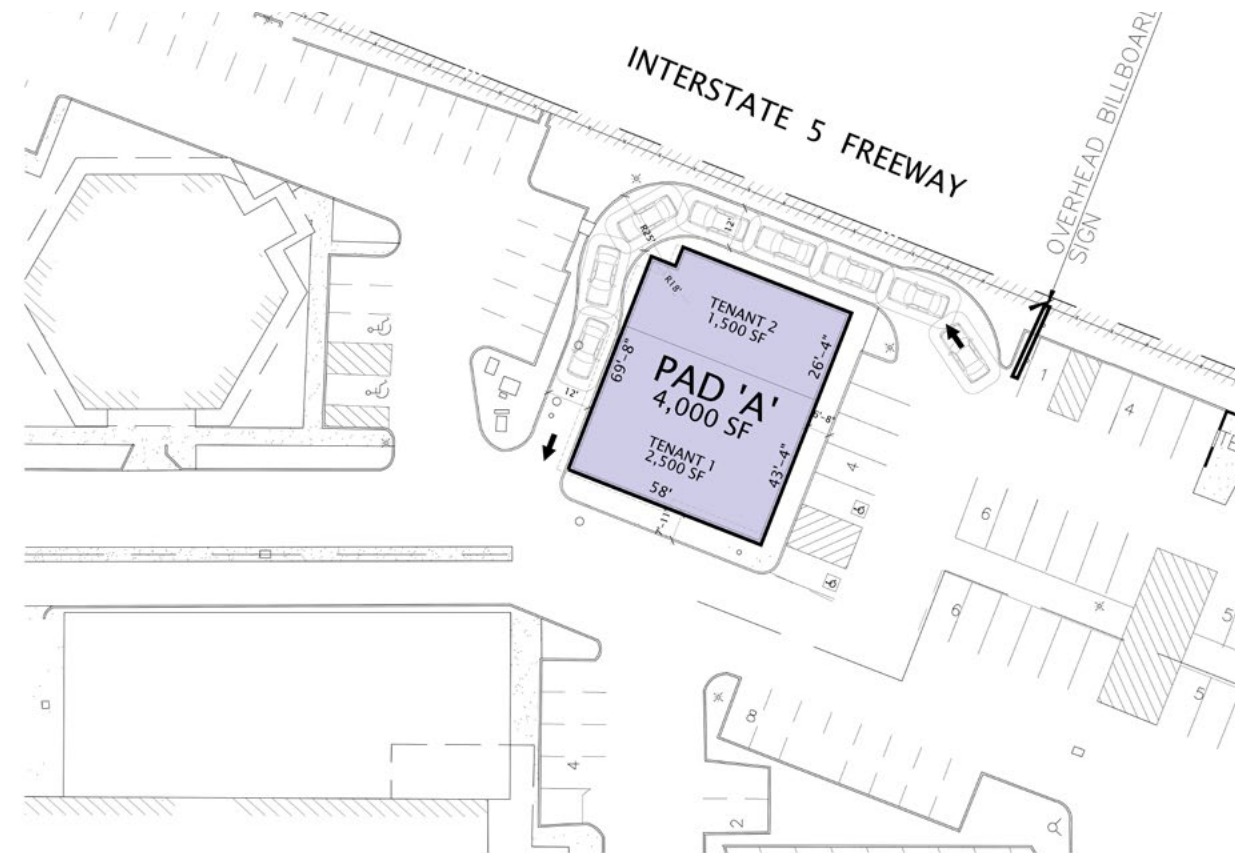 INTERSTATE 5 FREEWAY
OVERHEAD BILLBOARD
SIGN
12'
R25'
R18'
TENANT 2
1,500 SF
26'-4"
69'-8"
PAD 'A'
4,000 SF
12'
TENANT 1
2,500 SF
43'-4"
58'
1
4
4
6
6
5
5
8
4
2